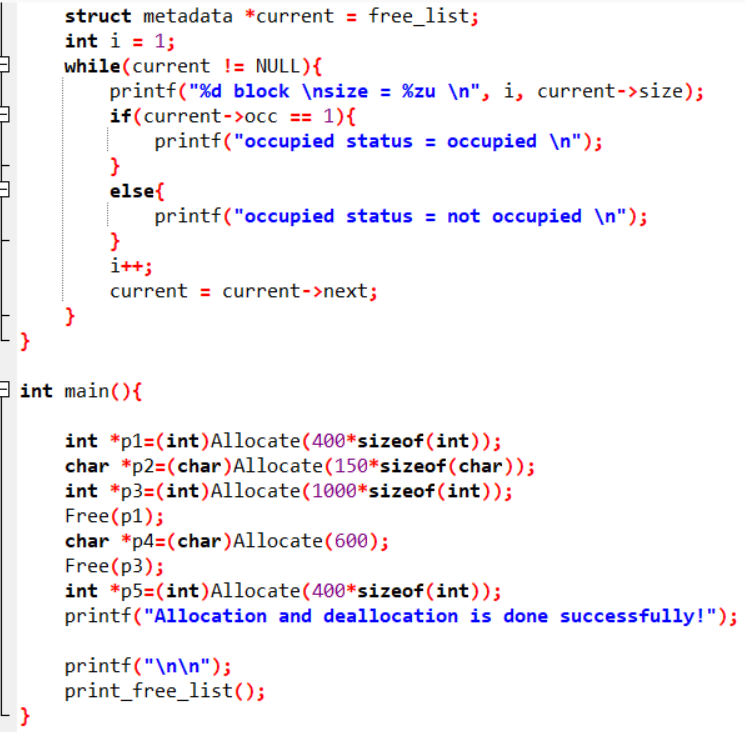 struct metadata *current = free_list;
int i = 1;
while(current != NULL){
printf("%d block \nsize = %zu \n", i, current->size);
if(current->occ == 1){
printf("occupied status = occupied \n");
}
else{
printf("occupied status = not occupied \n");
}
i++;
current = current->next;
}
}
int main(){
int *p1=(int)Allocate(400*sizeof(int));
char *p2=(char)Allocate(150*sizeof(char));
int *p3=(int)Allocate(1000*sizeof(int));
Free(p1);
char *p4=(char)Allocate(600);
Free(p3);
int *p5=(int)Allocate(400*sizeof(int));
printf("Allocation and deallocation is done successfully!");
printf("\n\n");
print_free_list();
}